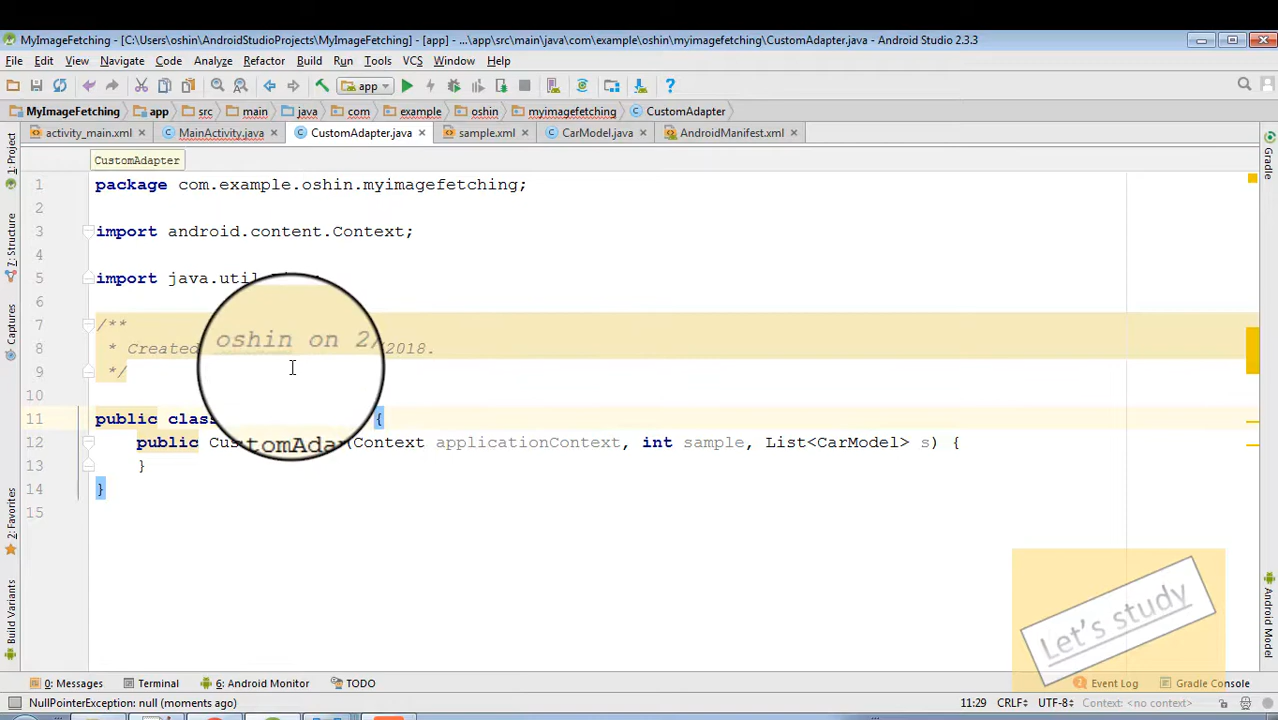 MyImageFetching - [C:\Users\oshin\AndroidStudioProjects\MyImageFetching] - [app] - ...\app\src\main\java\com\example\oshin\myimagefetching\CustomAdapter.java - Android Studio 2.3.3
File Edit View Navigate Code Analyze Refactor Build Run Tools VCS Window Help
app
MyImageFetching app src main java com example oshin myimagefetching CustomAdapter
activity_main.xml MainActivity.java CustomAdapter.java sample.xml CarModel.java AndroidManifest.xml
CustomAdapter
1 package com.example.oshin.myimagefetching;
2
3 import android.content.Context;
4
5 import java.util
6
7 /**
8 * Created oshin on 2/ 2018.
9 */
10
11 public class {
12 public CustomAda (Context applicationContext, int sample, List<CarModel> s) {
13 }
14 }
15
1: Project
7: Structure
Captures
2: Favorites
Build Variants
Gradle
Android Model
Let's study
0: Messages Terminal 6: Android Monitor TODO 2 Event Log Gradle Console
NullPointerException: null (moments ago) 11:29 CRLF UTF-8 Context: <no context>